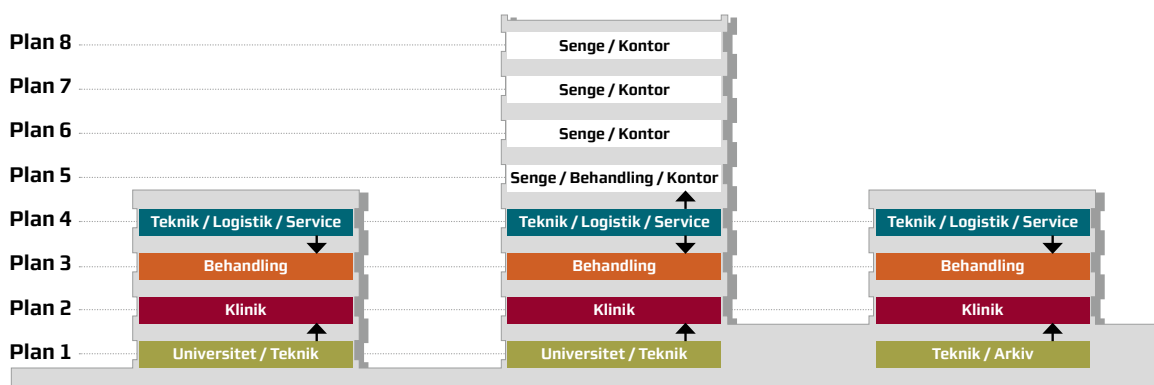 Plan 8
Senge / Kontor
Plan 7
Senge / Kontor
Plan 6
Senge / Kontor
Plan 5
Senge / Behandling / Kontor
Plan 4
Teknik / Logistik / Service
Teknik / Logistik / Service
Teknik / Logistik / Service
Plan 3
Behandling
Behandling
Behandling
Plan 2
Klinik
Klinik
Klinik
Plan 1
Universitet / Teknik
Universitet / Teknik
Teknik / Arkiv